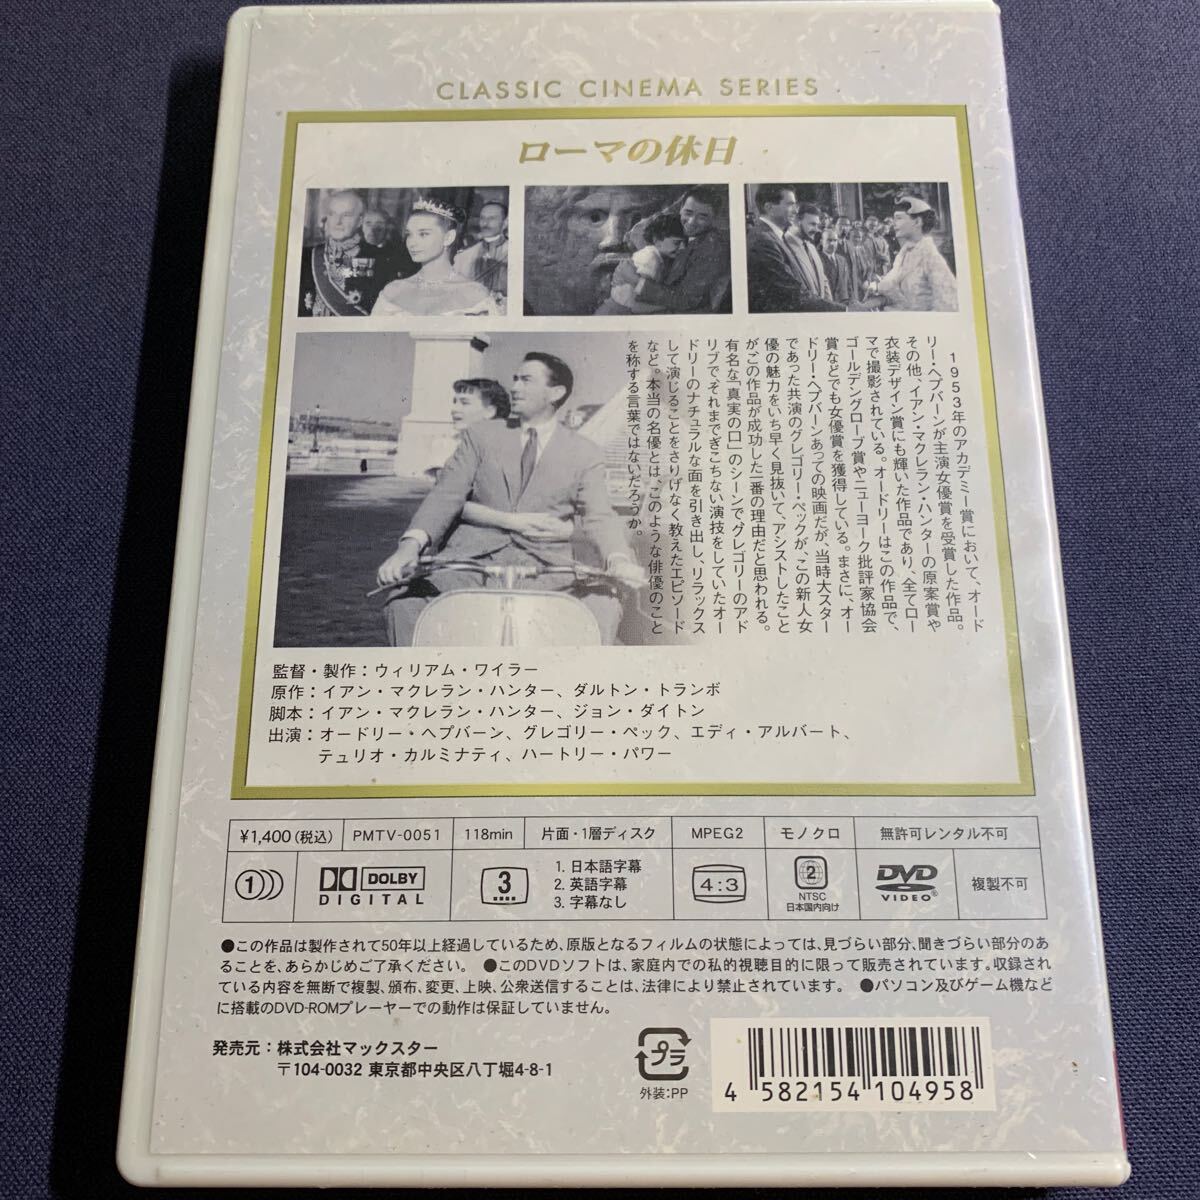 CLASSIC CINEMA SERIES
ローマの休日
1953年のアカデミー賞において、オード
リー・ヘプバーンが主演女優賞を受賞した作品。
その他、イアン・マクレラン・ハンターの原案賞や
衣装デザイン賞にも輝いた作品であり、全てロー
マで撮影されている。オードリーはこの作品で、
ゴールデングローブ賞やニューヨーク批評家協会
賞などでも女優賞を獲得している。まさに、オー
ドリー・ヘプバーンあっての映画だが、当時大スター
であった共演のグレゴリー・ペックが、この新人女
優の魅力をいち早く見抜いて、アシストしたこと
がこの作品が成功した一番の理由だと思われる。
有名な「真実の口」のシーンでグレゴリーのアド
リブで、それまでぎこちない演技をしていたオー
ドリーのナチュラルな面を引き出し、リラックス
して演じることをさりげなく教えたエピソード
など。本当の名優とは、このような俳優のこと
を称する言葉ではないだろうか。
監督・製作：ウィリアム・ワイラー
原作：イアン・マクレラン・ハンター、ダルトン・トランボ
脚本：イアン・マクレラン・ハンター、ジョン・ダイトン
出演：オードリー・ヘプバーン、グレゴリー・ペック、エディ・アルバート、
テュリオ・カルミナティ、ハートリー・パワー
¥1,400(税込) PMTV-0051 118min 片面・1層ディスク MPEG2 モノクロ 無許可レンタル不可
1 DOLBY DIGITAL 3
1. 日本語字幕
2. 英語字幕
3. 字幕なし
4:3
2
NTSC
日本国内向け
DVD
VIDEO®
複製不可
●この作品は製作されて50年以上経過しているため、原版となるフィルムの状態によっては、見づらい部分、聞きづらい部分のあ
ることを、あらかじめご了承ください。 ●このDVDソフトは、家庭内での私的視聴目的に限って販売されています。収録され
ている内容を無断で複製、頒布、変更、上映、公衆送信することは、法律により禁止されています。 ●パソコン及びゲーム機など
に搭載のDVD-ROMプレーヤーでの動作は保証していません。
発売元：株式会社マックスター
〒104-0032 東京都中央区八丁堀4-8-1
プラ
外装:PP
4 582154 104958